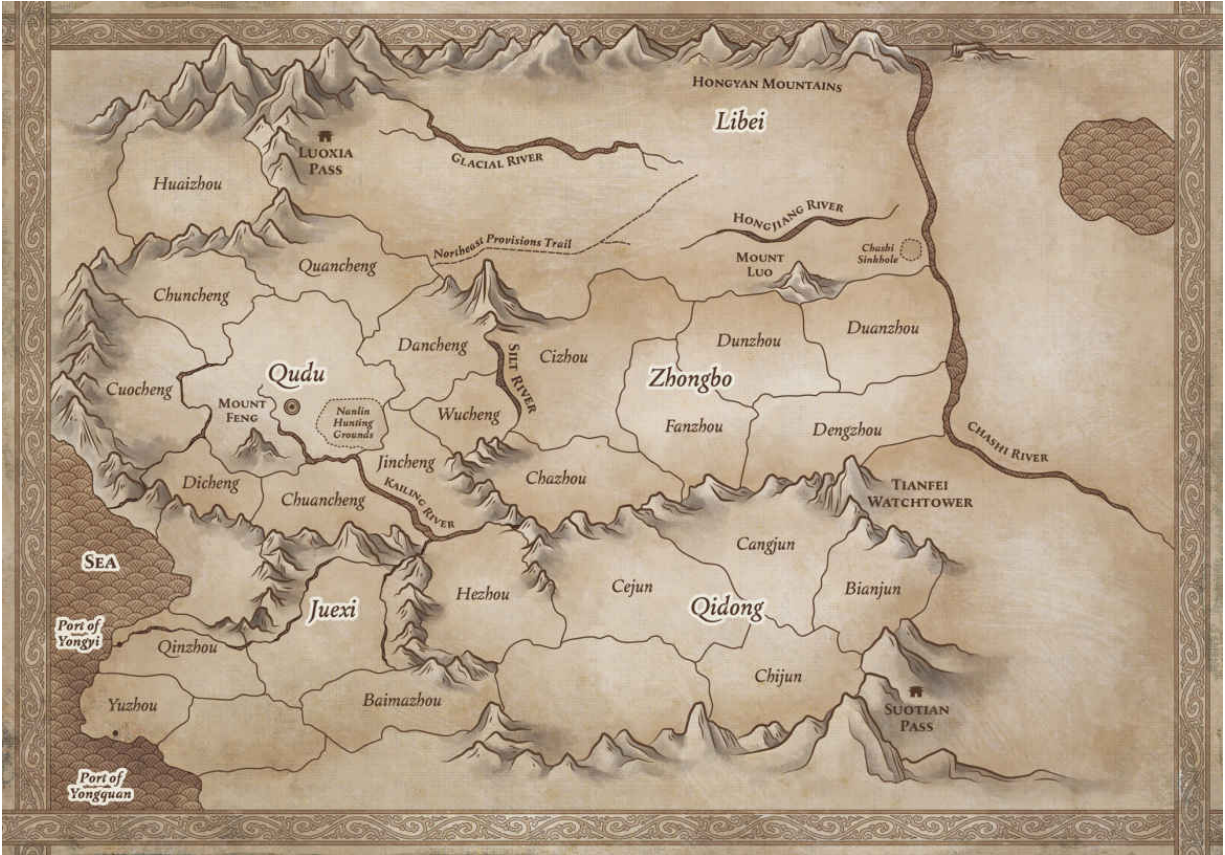 Hongyan Mountains
Libei
Luoxia
Pass
Glacial River
Huaizhou
Hongjiang River
Northeast Provisions Trail
Chashi
Sinkhole
Mount
Luo
Quancheng
Chuncheng
Dancheng
Silt River
Cizhou
Dunzhou
Duanzhou
Qudu
Zhongbo
Cuocheng
Mount
Feng
Nanlin
Hunting
Grounds
Wucheng
Fanzhou
Dengzhou
Chashi River
Jincheng
Dicheng
Chuancheng
Kailing River
Chazhou
Tianfei
Watchtower
Sea
Cangjun
Hezhou
Cejun
Bianjun
Juexi
Qidong
Port of
Yongyi
Qinzhou
Chijun
Yuzhou
Baimazhou
Suotian
Pass
Port of
Yongquan